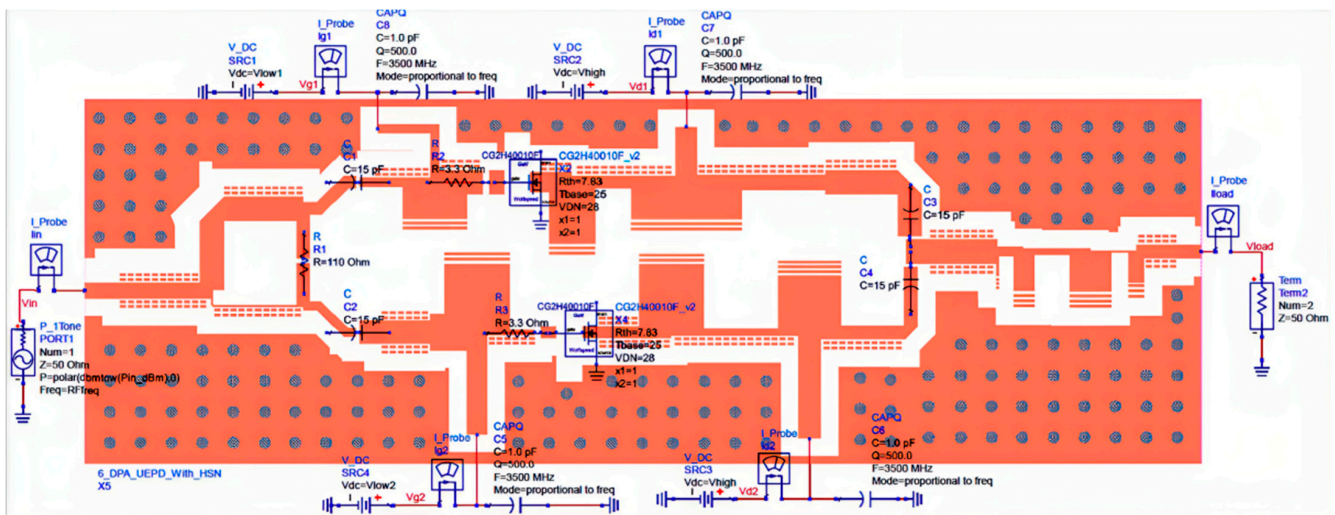 I_Probe
Ig1
CAPQ
C8
C=1.0 pF
Q=500.0
F=3500 MHz
Mode=proportional to freq
V_DC
SRC1
Vdc=Vlow1
Vg1
I_Probe
Id1
CAPQ
C7
C=1.0 pF
Q=500.0
F=3500 MHz
Mode=proportional to freq
V_DC
SRC2
Vdc=Vhigh
Vd1
C
C1
C=15 pF
R
R2
R=3.3 Ohm
CG2H40010F
GaN
Wolfspeed
CG2H40010F_v2
X2
Rth=7.83
Tbase=25
VDN=28
x1=1
x2=1
C
C3
C=15 pF
I_Probe
Iload
Vload
I_Probe
Iin
Vin
R
R1
R=110 Ohm
C
C4
C=15 pF
Term
Term2
Num=2
Z=50 Ohm
P_1Tone
PORT1
Num=1
Z=50 Ohm
P=polar(dbmtow(Pin_dBm),0)
Freq=RFfreq
C
C2
C=15 pF
R
R3
R=3.3 Ohm
CG2H40010F
GaN
Wolfspeed
CG2H40010F_v2
X4
Rth=7.83
Tbase=25
VDN=28
x1=1
x2=1
6_DPA_UEPD_With_HSN
X5
V_DC
SRC4
Vdc=Vlow2
Vg2
I_Probe
Ig2
CAPQ
C5
C=1.0 pF
Q=500.0
F=3500 MHz
Mode=proportional to freq
V_DC
SRC3
Vdc=Vhigh
Vd2
I_Probe
Id2
CAPQ
C6
C=1.0 pF
Q=500.0
F=3500 MHz
Mode=proportional to freq